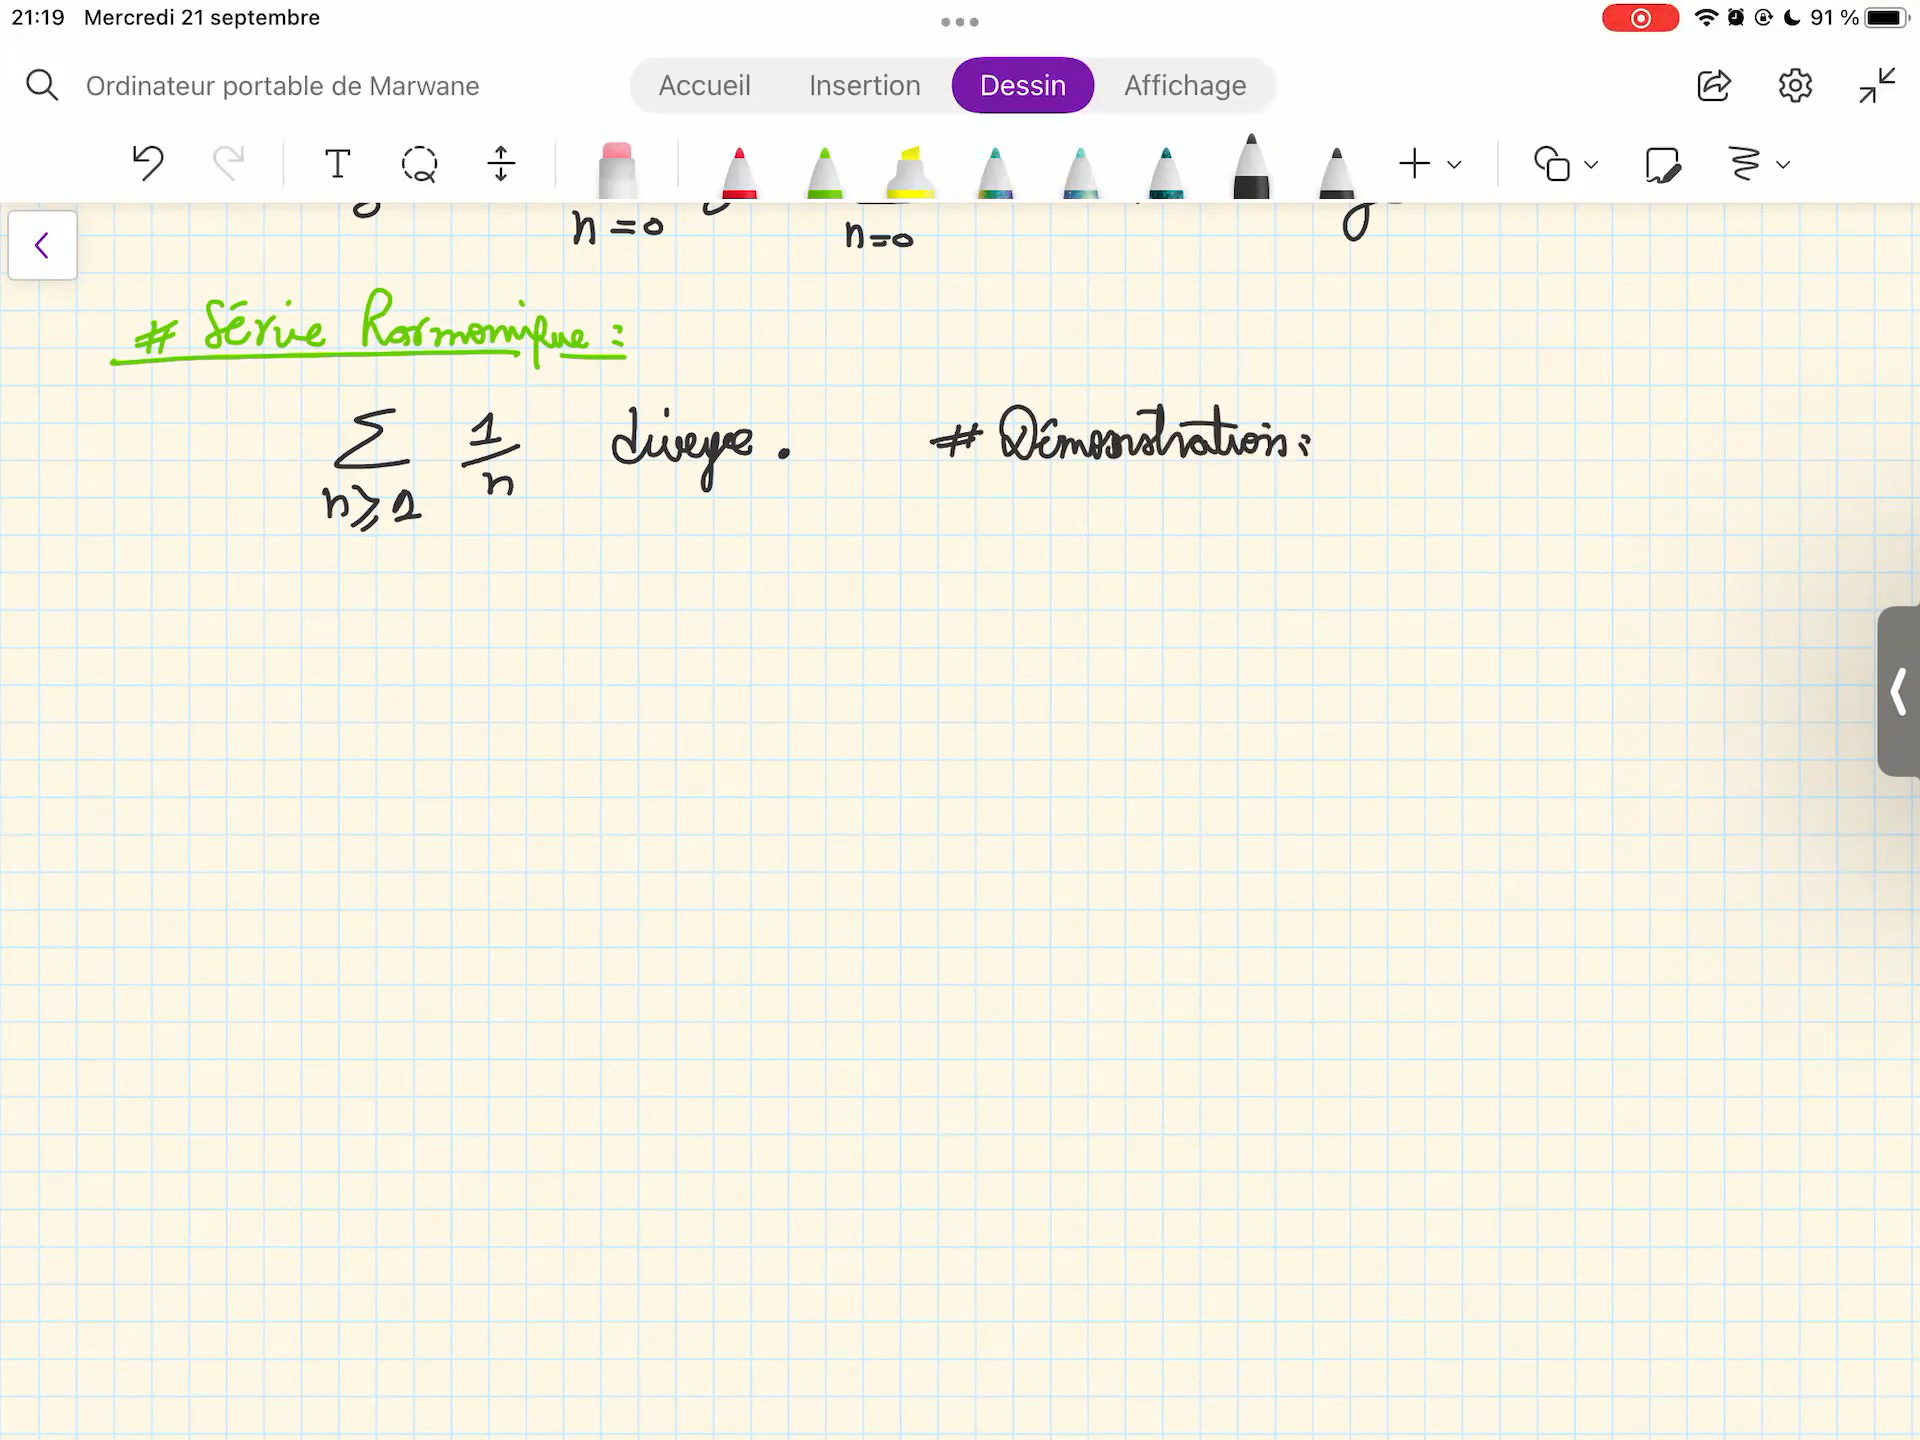 21:19 Mercredi 21 septembre 91 %
Ordinateur portable de Marwane Accueil Insertion Dessin Affichage
T
n=0 n=0
# Série harmonique :
∑ 1/n diverge. # Démonstration :
n⩾1